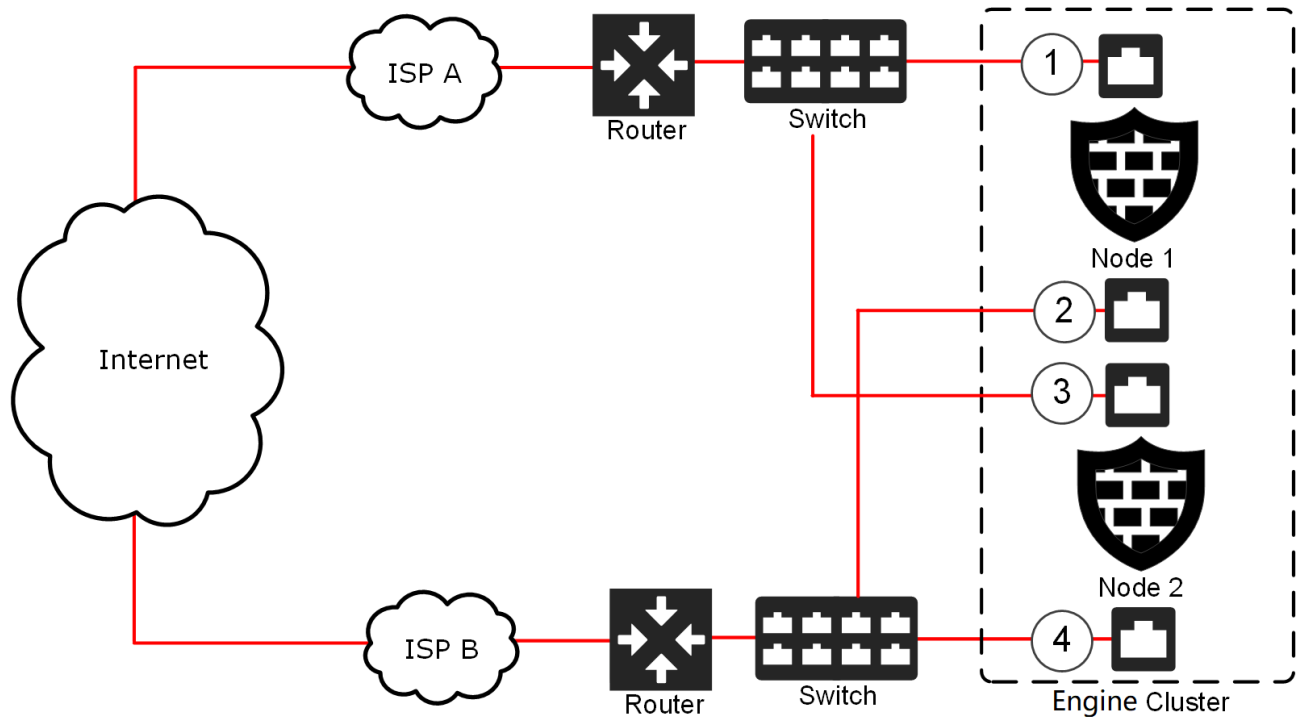 ISP A
Router
Switch
1
Node 1
2
Internet
3
Node 2
ISP B
Router
Switch
4
Engine Cluster